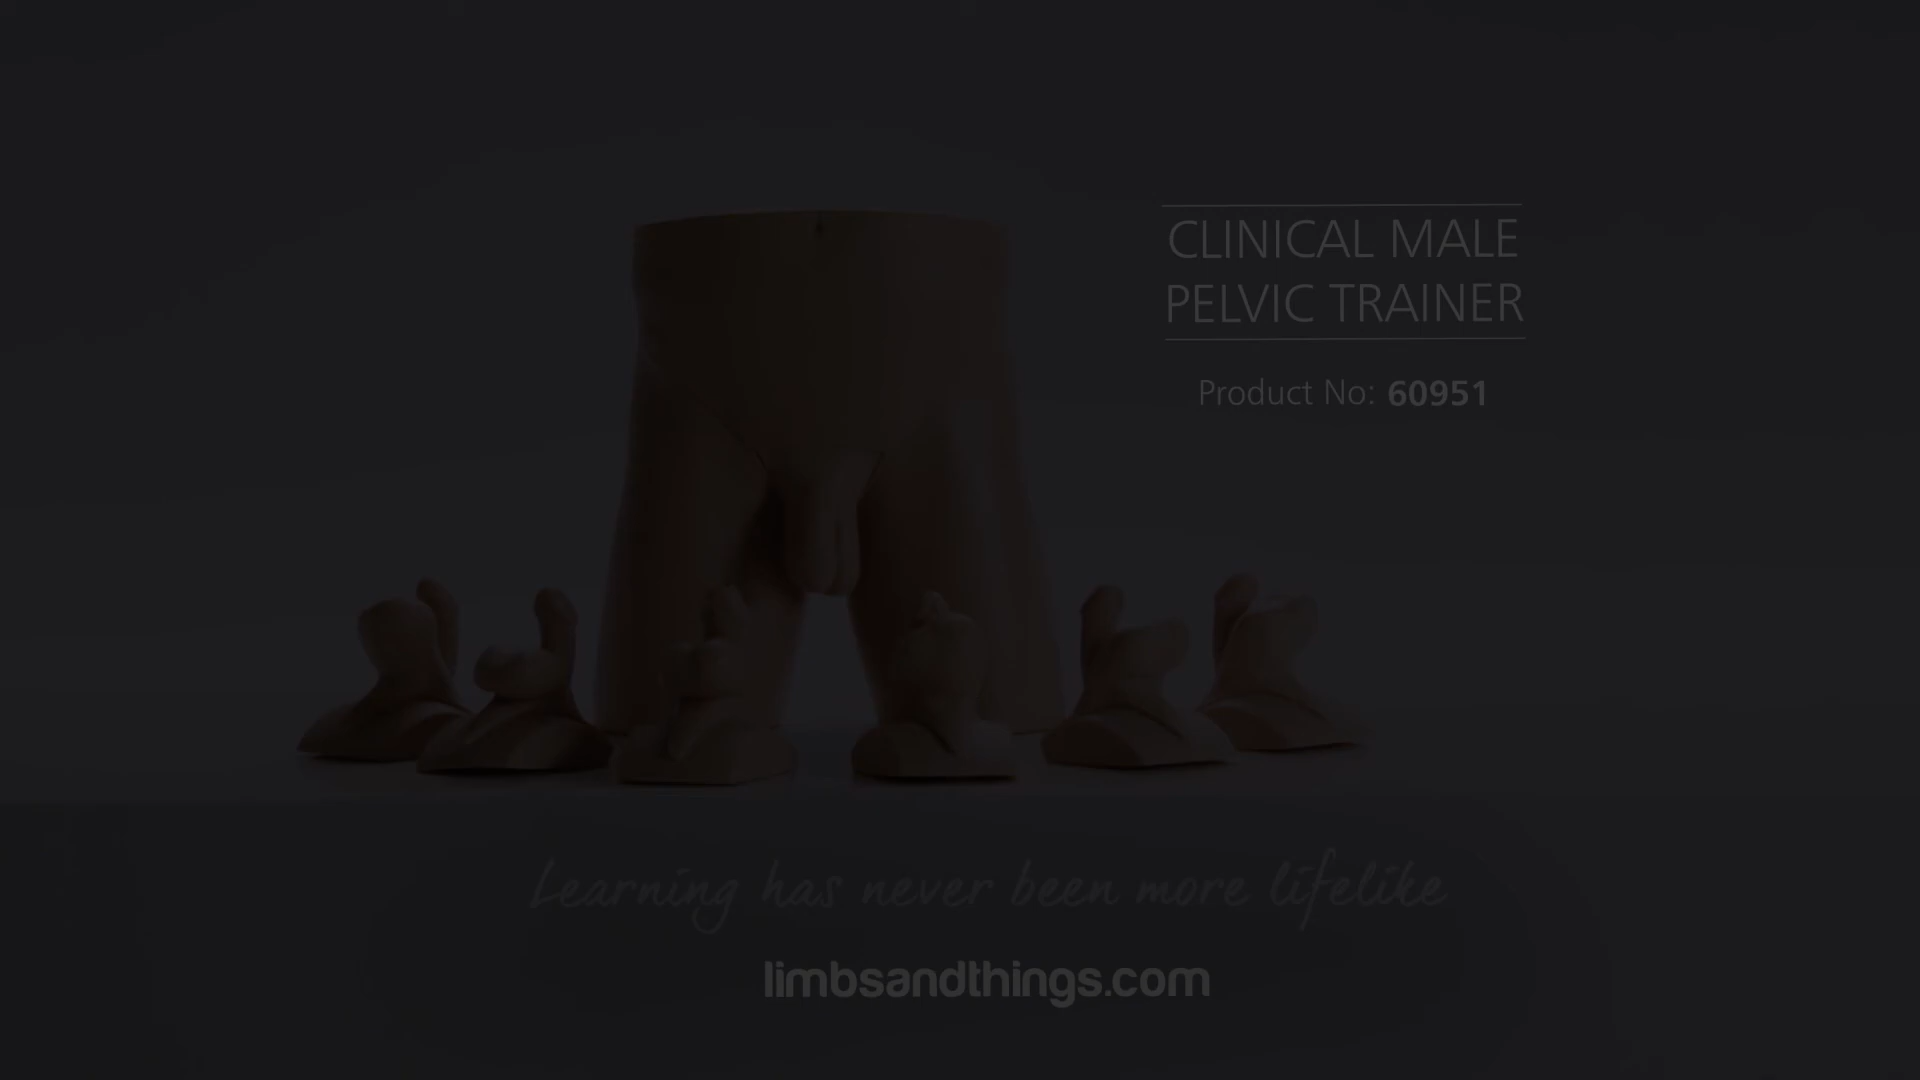 CLINICAL MALE
PELVIC TRAINER
Product No: 60951
Learning has never been more lifelike
limbsandthings.com